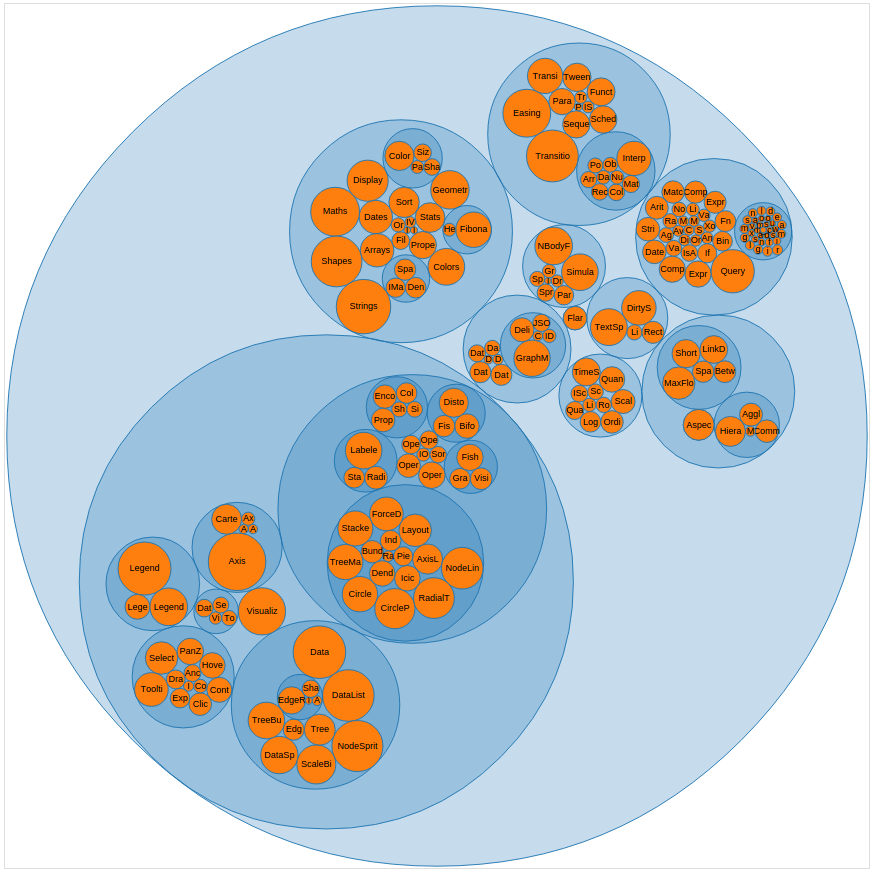 Transi
Tween
Funct
Para
Tr
IS
Easing
Seque
Sched
Transitio
Interp
Po
Ob
Arr
Da
Nu
Mat
Rec
Col
Color
Siz
Pa
Sha
Display
Geometr
Maths
Dates
Sort
Stats
Or
IV
He
Fibona
Fil
Prope
Arrays
Shapes
Spa
Colors
IMa
Den
Strings
Matc
Comp
Expr
Arit
No
Li
Va
Fn
Ra
M
M
Xo
Stri
Ag
Av
C
S
Di
Or
An
Bin
Date
Va
IsA
If
Comp
Expr
Query
NBodyF
Gr
Simula
Sp
I
Dr
Spr
Par
Flar
DirtyS
TextSp
Li
Rect
Deli
JSO
C
ID
GraphM
Dat
Da
D
D
Dat
Dat
TimeS
Quan
ISc
Sc
Scal
Qua
Li
Ro
Log
Ordi
Short
LinkD
Spa
Betw
MaxFlo
Aspec
Aggl
Hiera
M
Comm
Enco
Col
Sh
Si
Prop
Disto
Fis
Bifo
Labele
Sta
Radi
Ope
Ope
IO
Sor
Oper
Oper
Fish
Gra
Visi
ForceD
Stacke
Layout
Ind
Bund
Ra
Pie
AxisL
TreeMa
Dend
Icic
NodeLin
Circle
CircleP
RadialT
Carte
Ax
A
A
Axis
Legend
Lege
Legend
Dat
Se
Vi
To
Visualiz
Select
PanZ
Hove
Anc
Dra
I
Co
Toolti
Exp
Cont
Clic
Data
Sha
EdgeR
A
DataList
TreeBu
Edg
Tree
NodeSprit
DataSp
ScaleBi